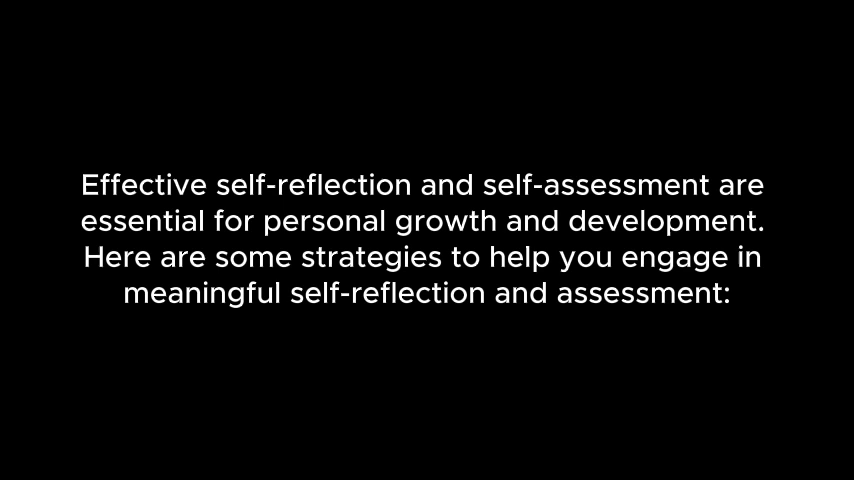 Effective self-reflection and self-assessment are
essential for personal growth and development.
Here are some strategies to help you engage in
meaningful self-reflection and assessment: